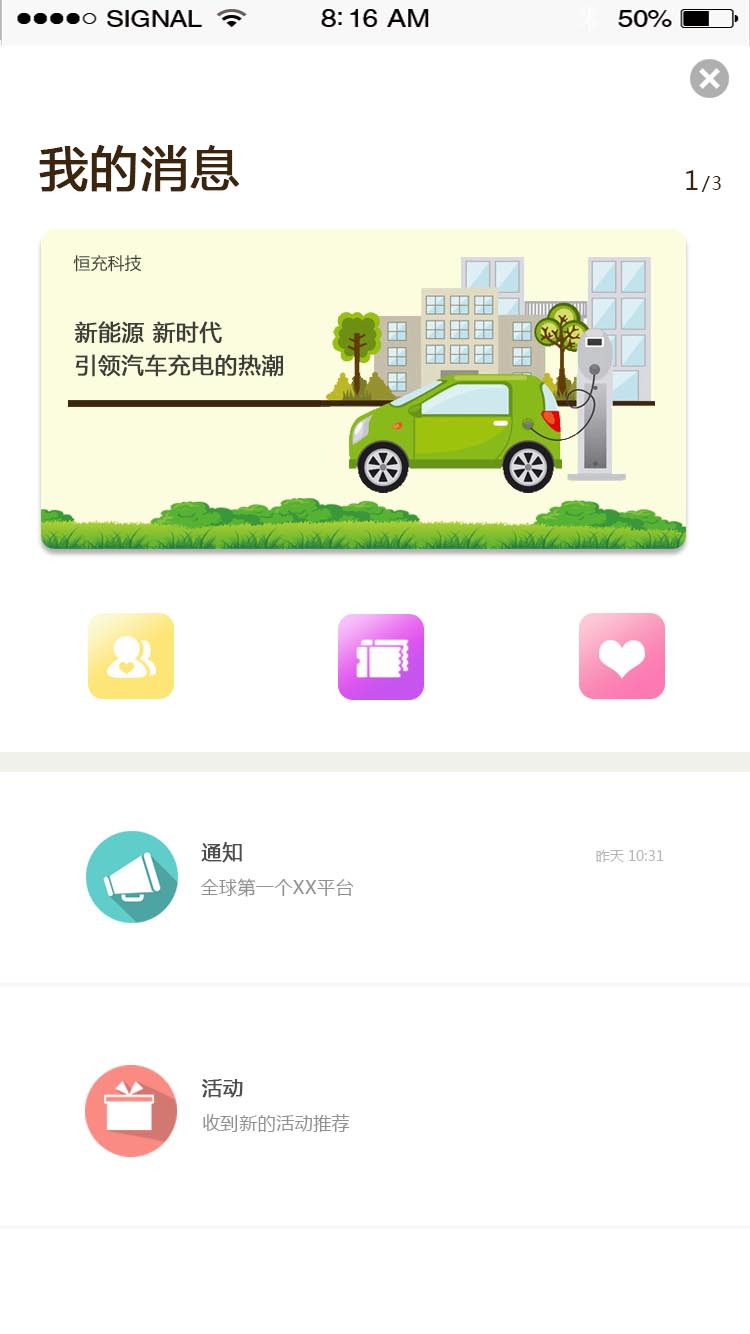 SIGNAL 8:16 AM 50%
我的消息
1/3
恒充科技
新能源 新时代
引领汽车充电的热潮
通知
昨天 10:31
全球第一个XX平台
活动
收到新的活动推荐